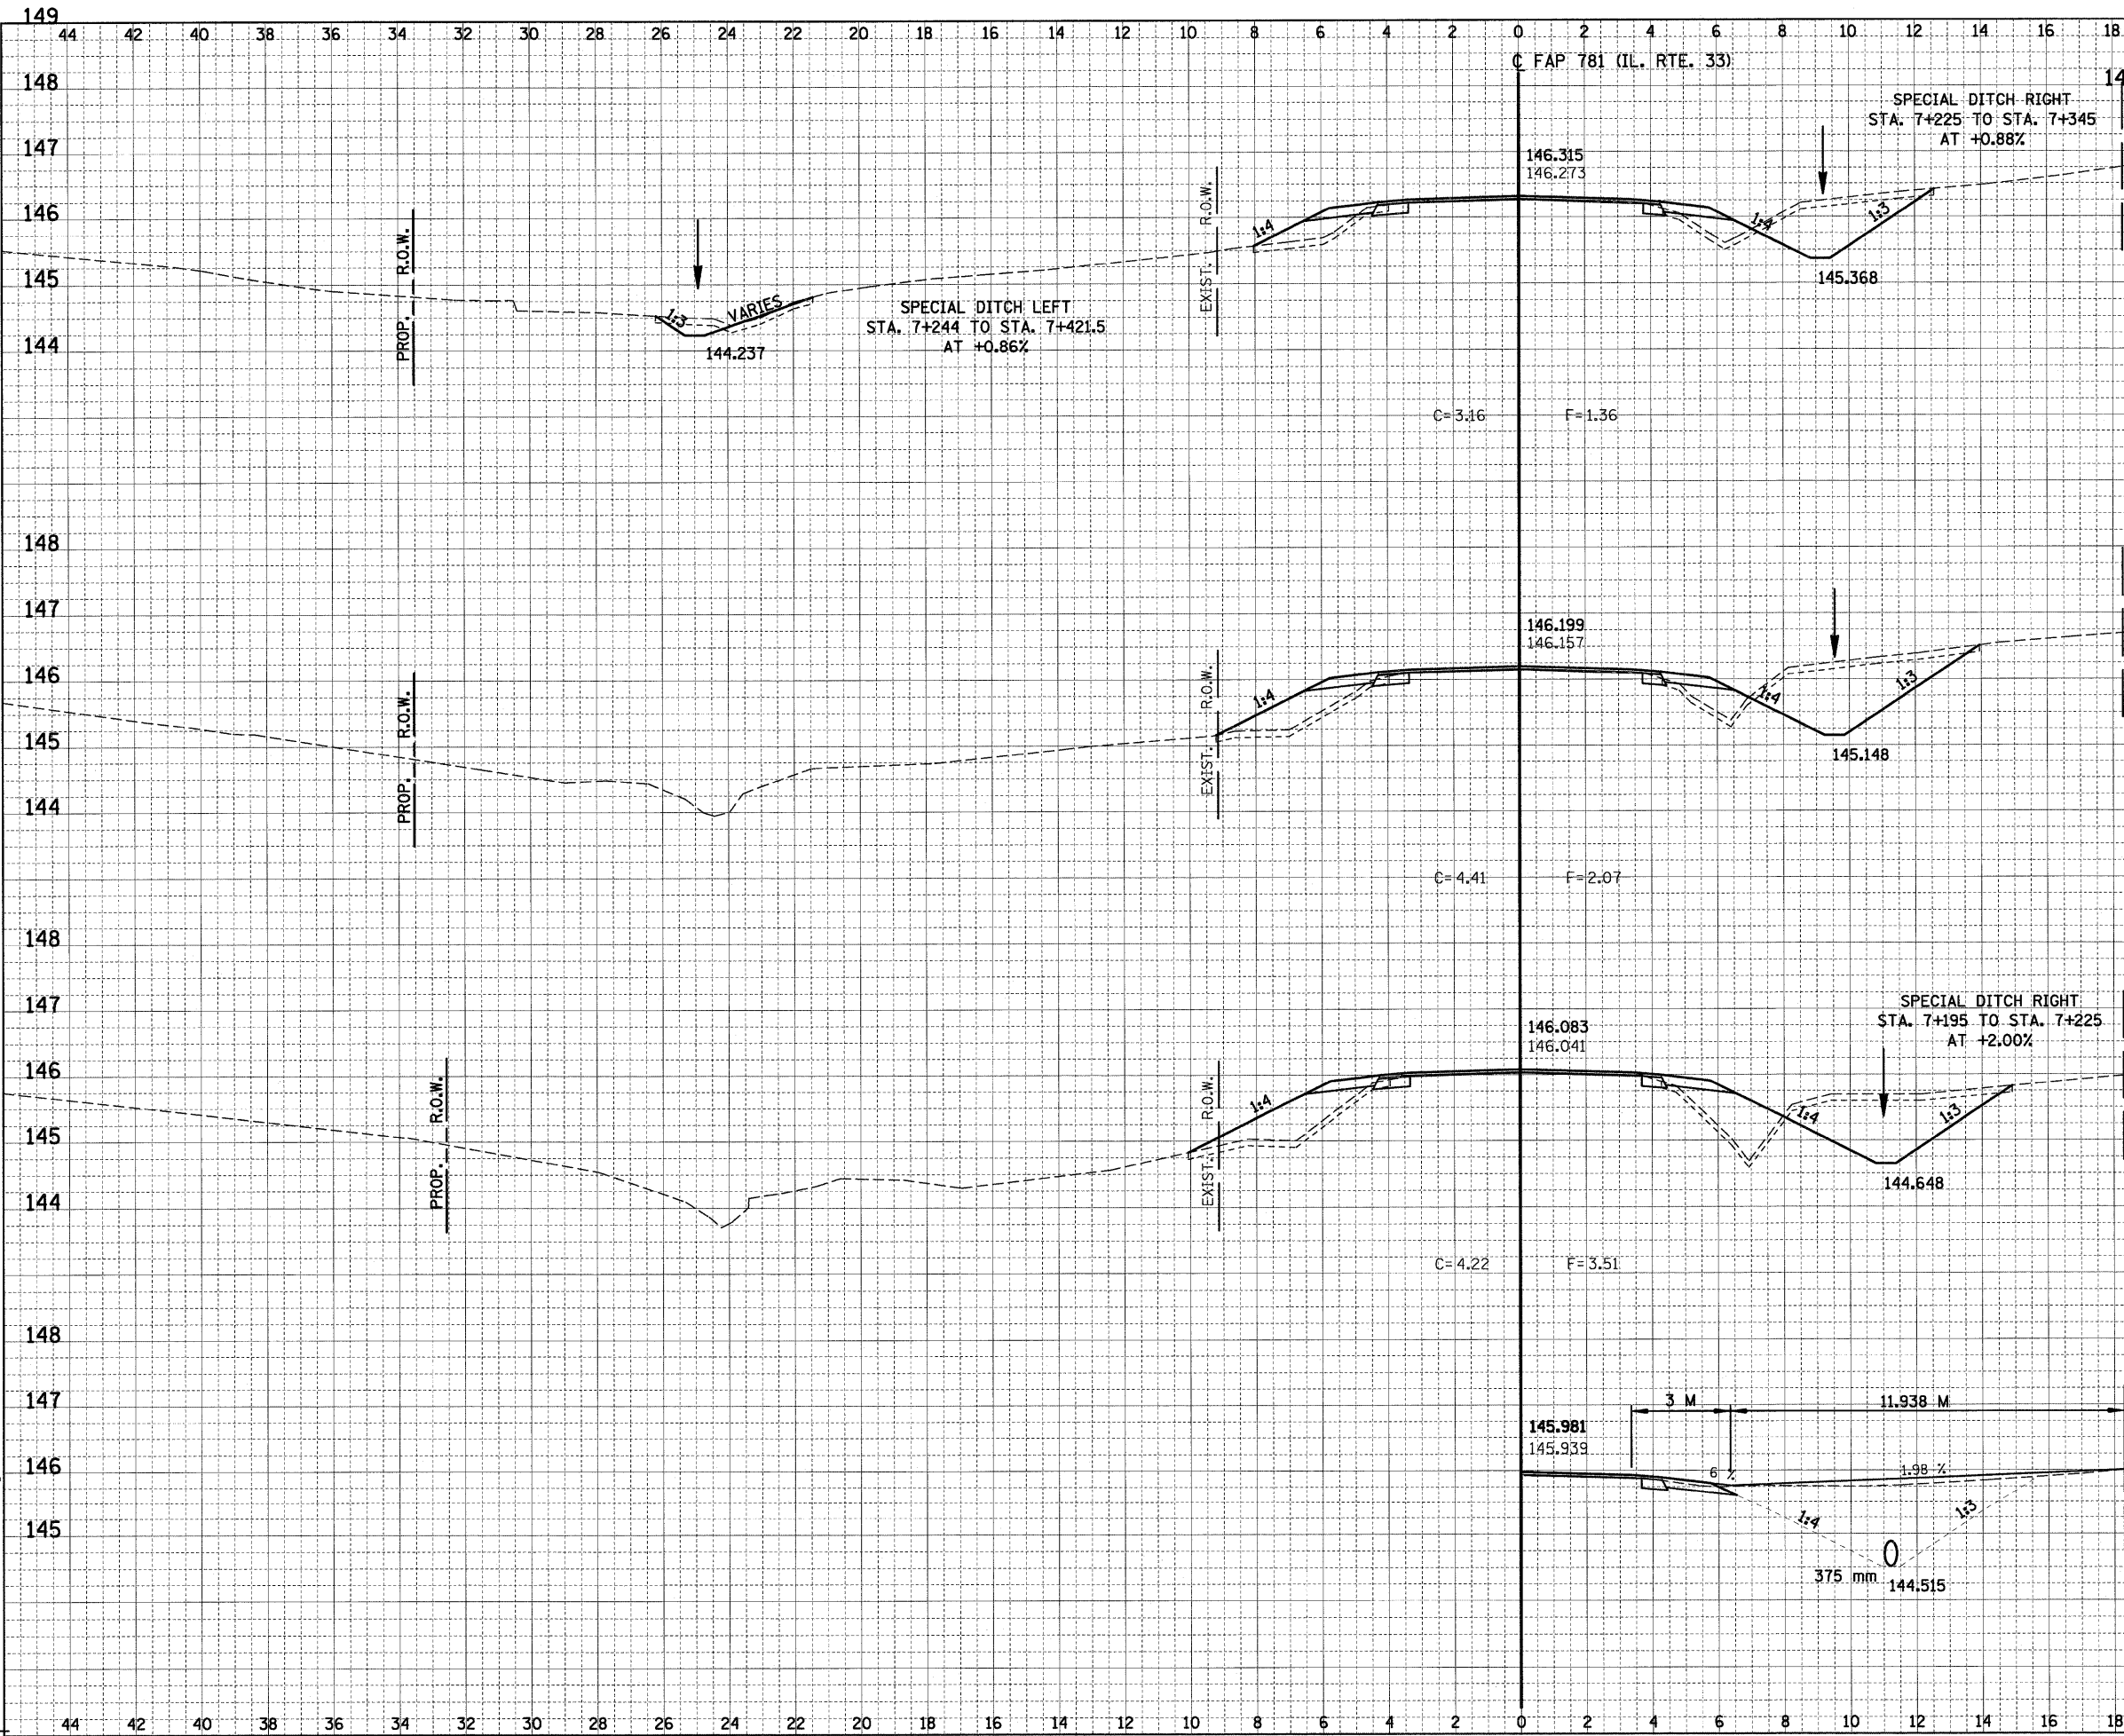 149
44 42 40 38 36 34 32 30 28 26 24 22 20 18 16 14 12 10 8 6 4 2 0 2 4 6 8 10 12 14 16 18
℄ FAP 781 (IL. RTE. 33)
148
14
SPECIAL DITCH RIGHT
STA. 7+225 TO STA. 7+345
AT +0.88%
147
146.315
146.273
146
PROP. R.O.W.
EXIST. R.O.W.
1:4
1:4
1:3
145.368
145
1:3
VARIES
144.237
SPECIAL DITCH LEFT
STA. 7+244 TO STA. 7+421.5
AT +0.86%
144
C=3.16 F=1.36
148
147
146.199
146.157
146
PROP. R.O.W.
EXIST. R.O.W.
1:4
1:4
1:3
145
145.148
144
C=4.41 F=2.07
148
147
SPECIAL DITCH RIGHT
STA. 7+195 TO STA. 7+225
AT +2.00%
146.083
146.041
146
PROP. R.O.W.
EXIST. R.O.W.
1:4
1:4
1:3
145
144.648
144
C=4.22 F=3.51
148
147
3 M
11.938 M
145.981
145.939
146
6 %
1.98 %
1:4
1:3
145
375 mm
144.515
44 42 40 38 36 34 32 30 28 26 24 22 20 18 16 14 12 10 8 6 4 2 0 2 4 6 8 10 12 14 16 18